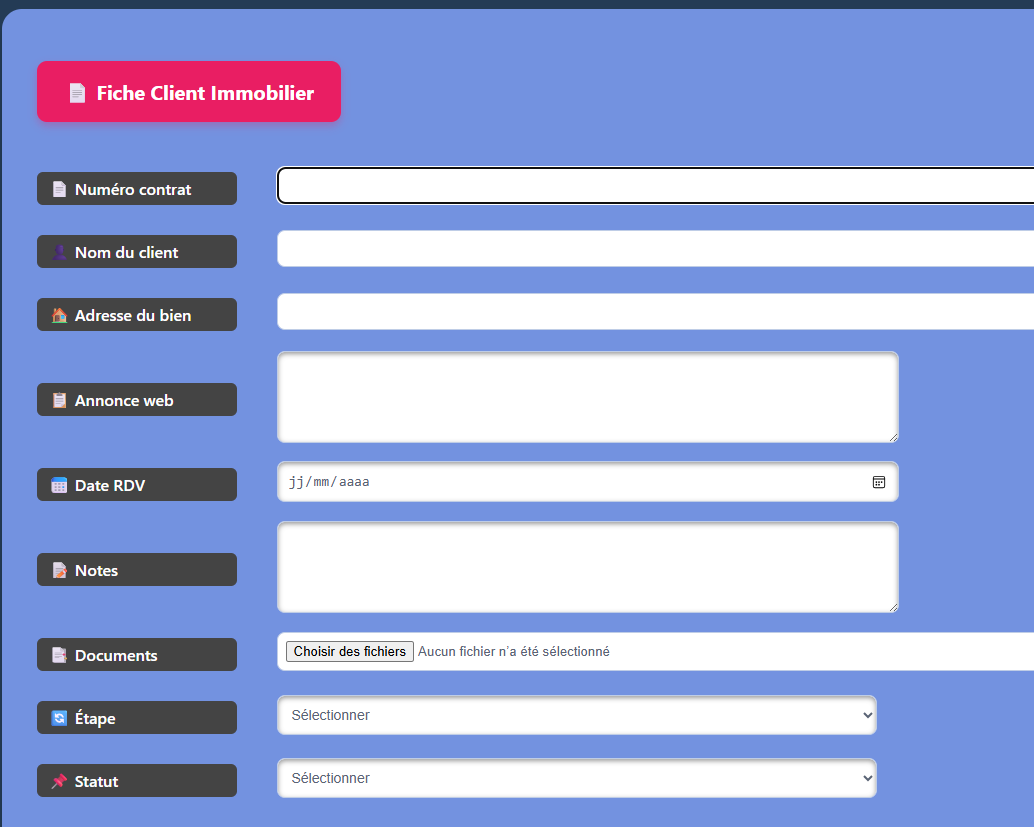 Fiche Client Immobilier
Numéro contrat
Nom du client
Adresse du bien
Annonce web
Date RDV
jj/mm/aaaa
Notes
Documents
Choisir des fichiers Aucun fichier n'a été sélectionné
Étape
Sélectionner
Statut
Sélectionner